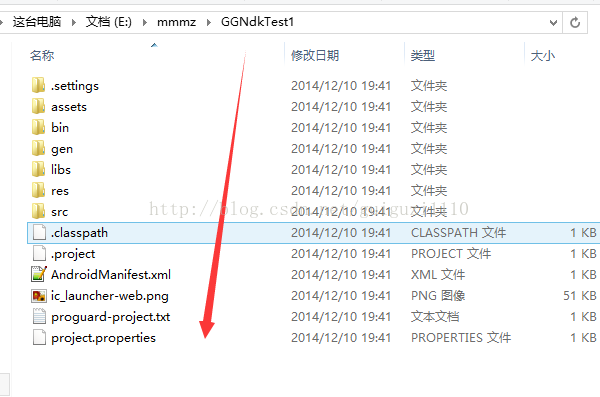 这台电脑 文档 (E:) mmmz GGNdkTest1
名称 修改日期 类型 大小
.settings 2014/12/10 19:41 文件夹
assets 2014/12/10 19:41 文件夹
bin 2014/12/10 19:41 文件夹
gen 2014/12/10 19:41 文件夹
libs 2014/12/10 19:41 文件夹
res 2014/12/10 19:41 文件夹
src 2014/12/10 19:41 文件夹
.classpath 2014/12/10 19:41 CLASSPATH 文件 1 KB
.project 2014/12/10 19:41 PROJECT 文件 1 KB
AndroidManifest.xml 2014/12/10 19:41 XML 文件 1 KB
ic_launcher-web.png 2014/12/10 19:41 PNG 图像 51 KB
proguard-project.txt 2014/12/10 19:41 文本文档 1 KB
project.properties 2014/12/10 19:41 PROPERTIES 文件 1 KB